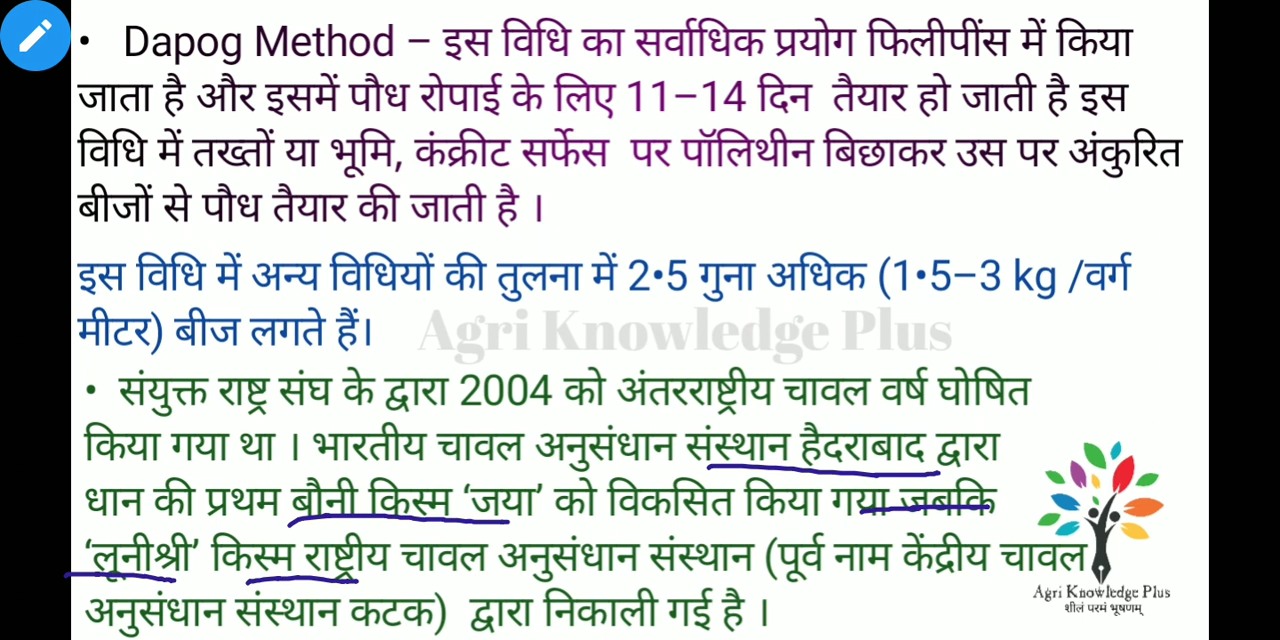 • Dapog Method – इस विधि का सर्वाधिक प्रयोग फिलीपींस में किया
जाता है और इसमें पौध रोपाई के लिए 11–14 दिन तैयार हो जाती है इस
विधि में तख्तों या भूमि, कंक्रीट सर्फेस पर पॉलिथीन बिछाकर उस पर अंकुरित
बीजों से पौध तैयार की जाती है ।
इस विधि में अन्य विधियों की तुलना में 2•5 गुना अधिक (1•5–3 kg /वर्ग
मीटर) बीज लगते हैं।
Agri Knowledge Plus
• संयुक्त राष्ट्र संघ के द्वारा 2004 को अंतरराष्ट्रीय चावल वर्ष घोषित
किया गया था । भारतीय चावल अनुसंधान संस्थान हैदराबाद द्वारा
धान की प्रथम बौनी किस्म ‘जया’ को विकसित किया गया जबकि
‘लूनीश्री’ किस्म राष्ट्रीय चावल अनुसंधान संस्थान (पूर्व नाम केंद्रीय चावल
अनुसंधान संस्थान कटक) द्वारा निकाली गई है ।
Agri Knowledge Plus
शीलं परमं भूषणम्